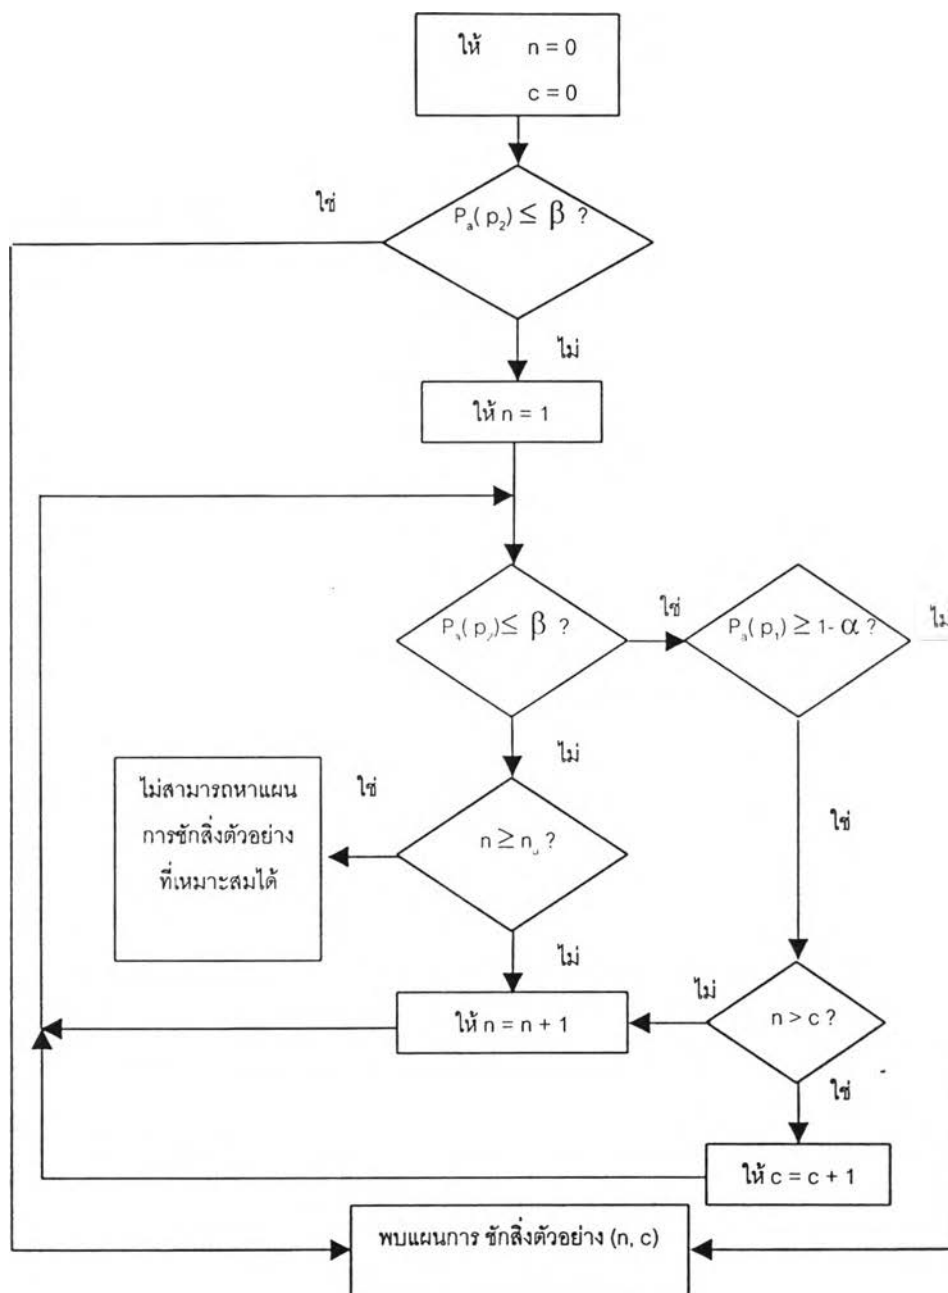 ให้ n = 0
c = 0
ใช่
Pₐ( p₂) ≤ β ?
ไม่
ให้ n = 1
ใช่
ไม่
Pₐ( p₂) ≤ β ?
Pₐ( p₁) ≥ 1- α ?
ไม่
ไม่สามารถหาแผน
การชักสิ่งตัวอย่าง
ที่เหมาะสมได้
ใช่
ใช่
n ≥ nᵤ ?
ไม่
ไม่
ให้ n = n + 1
n > c ?
ใช่
ให้ c = c + 1
พบแผนการ ชักสิ่งตัวอย่าง (n, c)